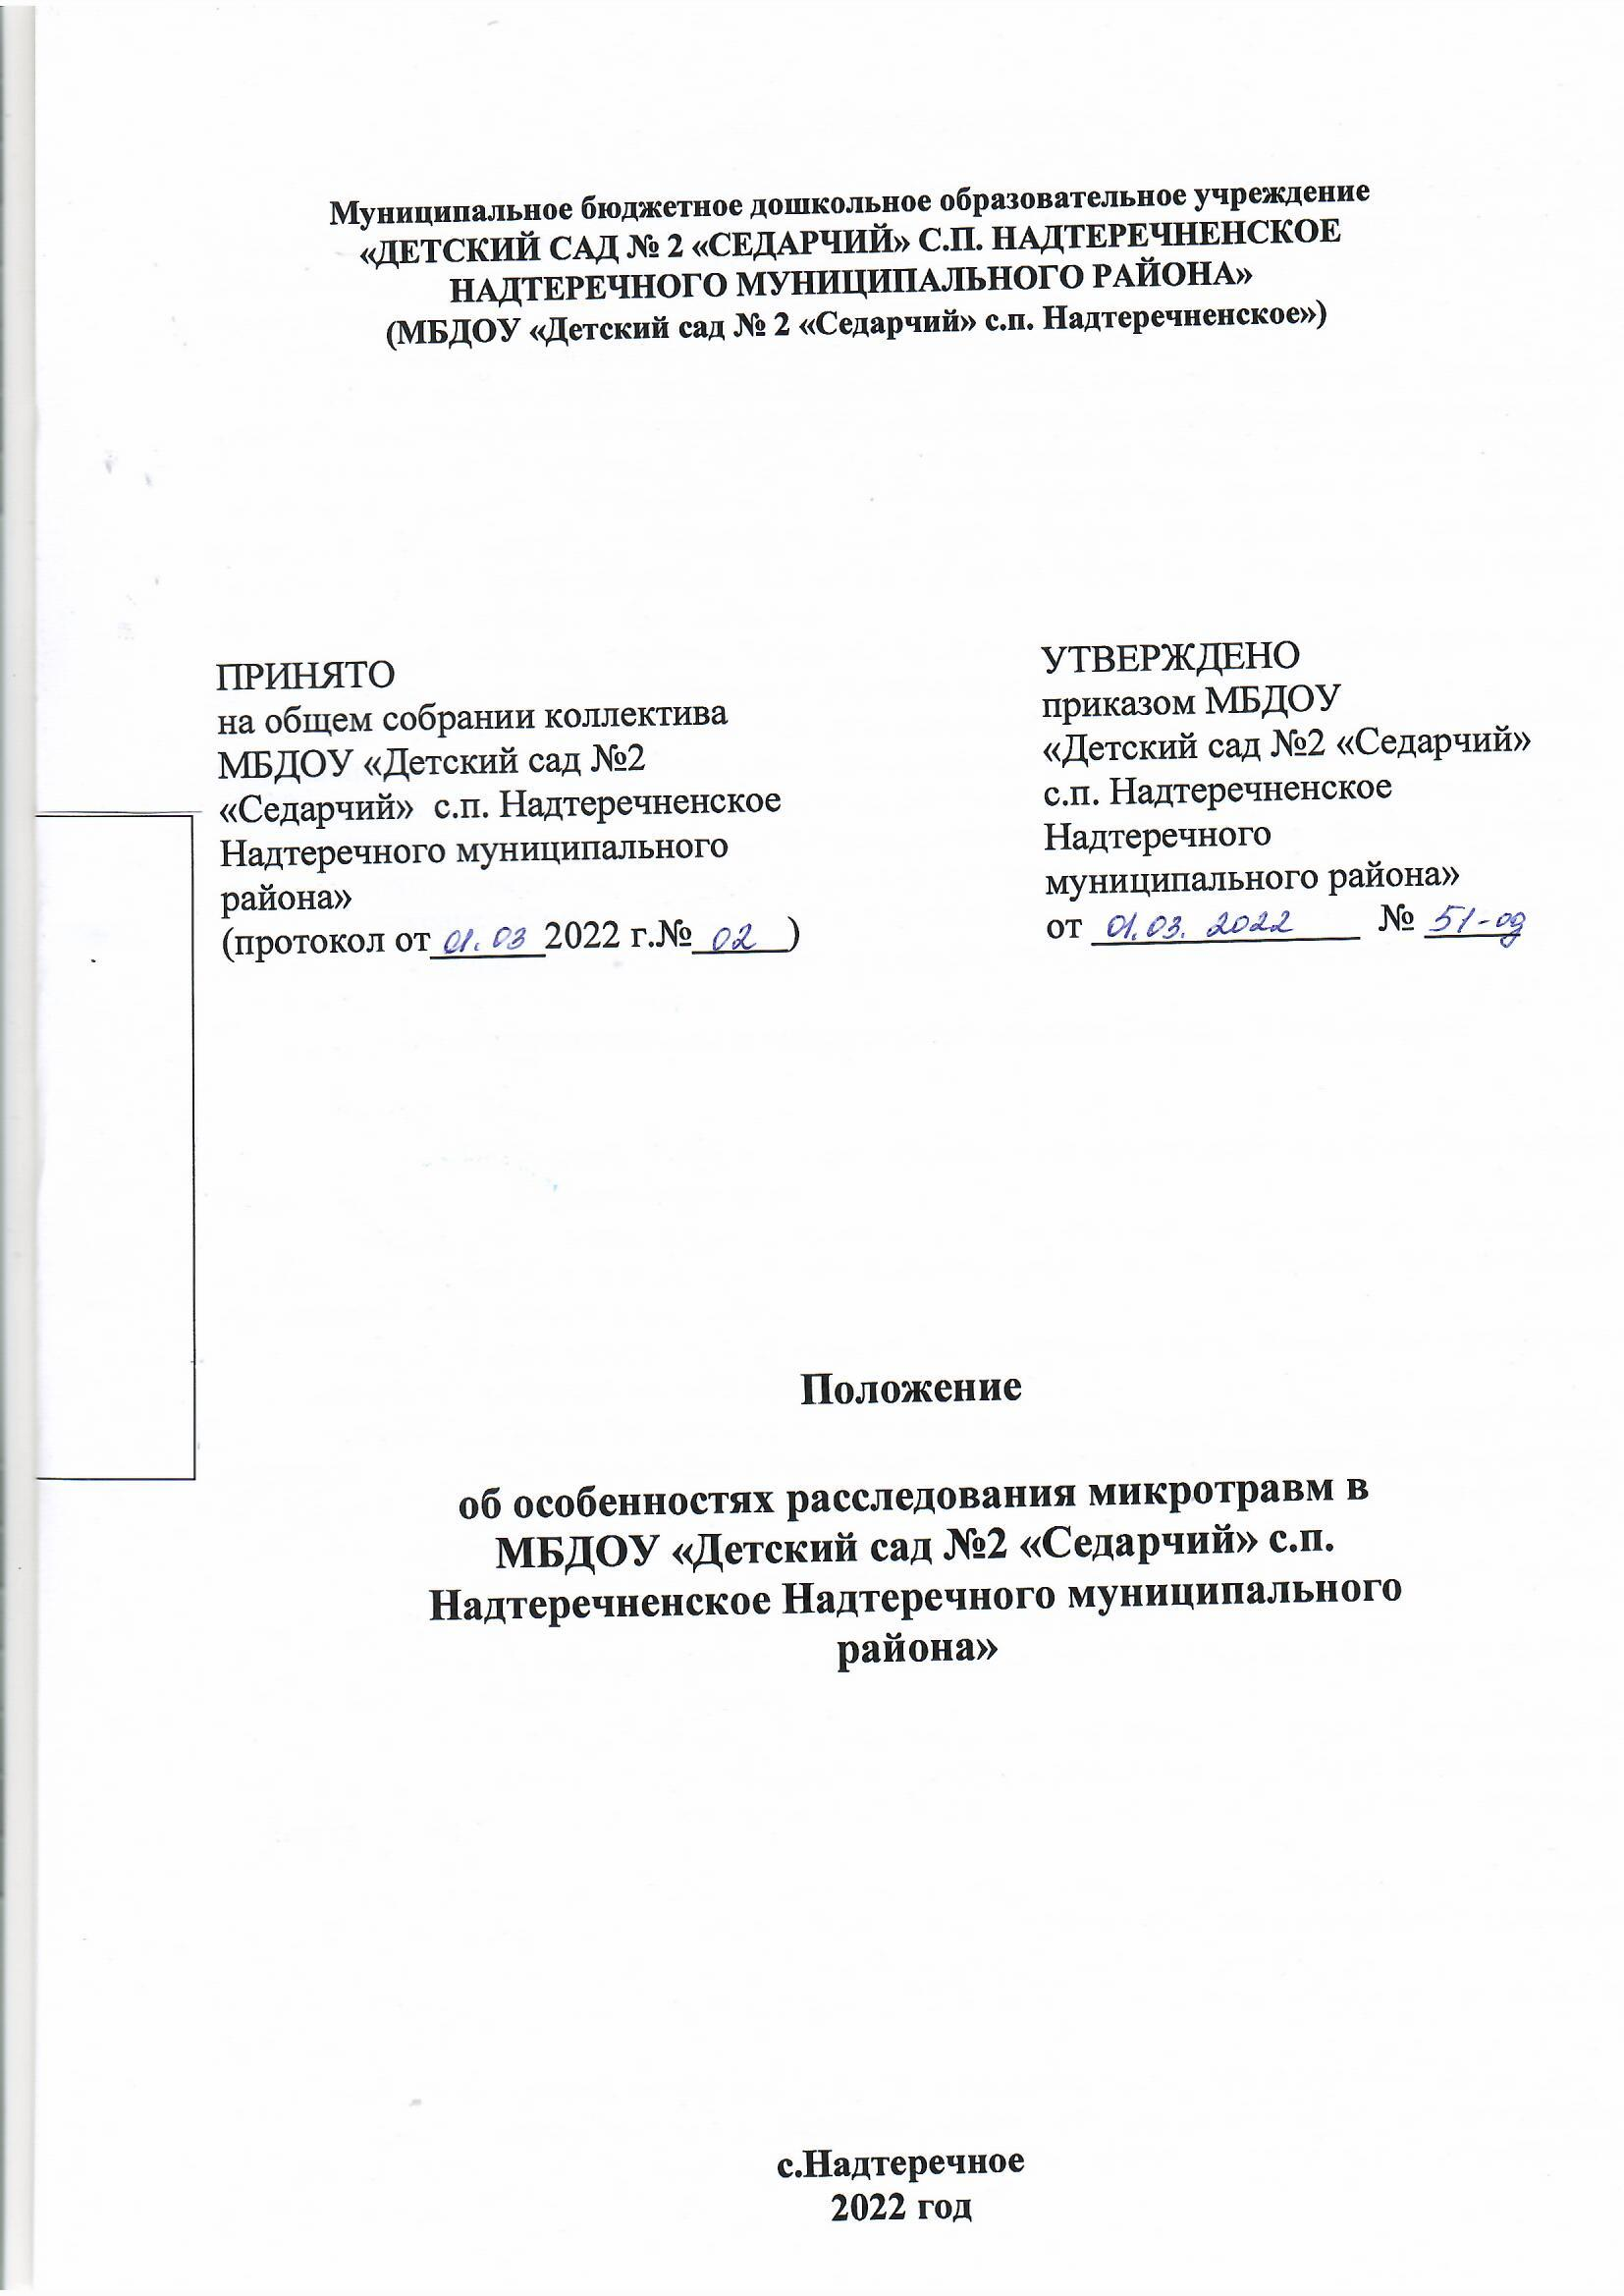 Муниципальное бюджетное дошкольное образовательное учреждение
«ДЕТСКИЙ САД № 2 «СЕДАРЧИЙ» С.П. НАДТЕРЕЧНЕНСКОЕ
НАДТЕРЕЧНОГО МУНИЦИПАЛЬНОГО РАЙОНА»
(МБДОУ «Детский сад № 2 «Седарчий» с.п. Надтеречненское»)
ПРИНЯТО
на общем собрании коллектива
МБДОУ «Детский сад №2
«Седарчий» с.п. Надтеречненское
Надтеречного муниципального
района»
(протокол от 01.03 2022 г.№ 02)
УТВЕРЖДЕНО
приказом МБДОУ
«Детский сад №2 «Седарчий»
с.п. Надтеречненское
Надтеречного
муниципального района»
от 01.03. 2022 № 51-од
Положение
об особенностях расследования микротравм в
МБДОУ «Детский сад №2 «Седарчий» с.п.
Надтеречненское Надтеречного муниципального
района»
с.Надтеречное
2022 год